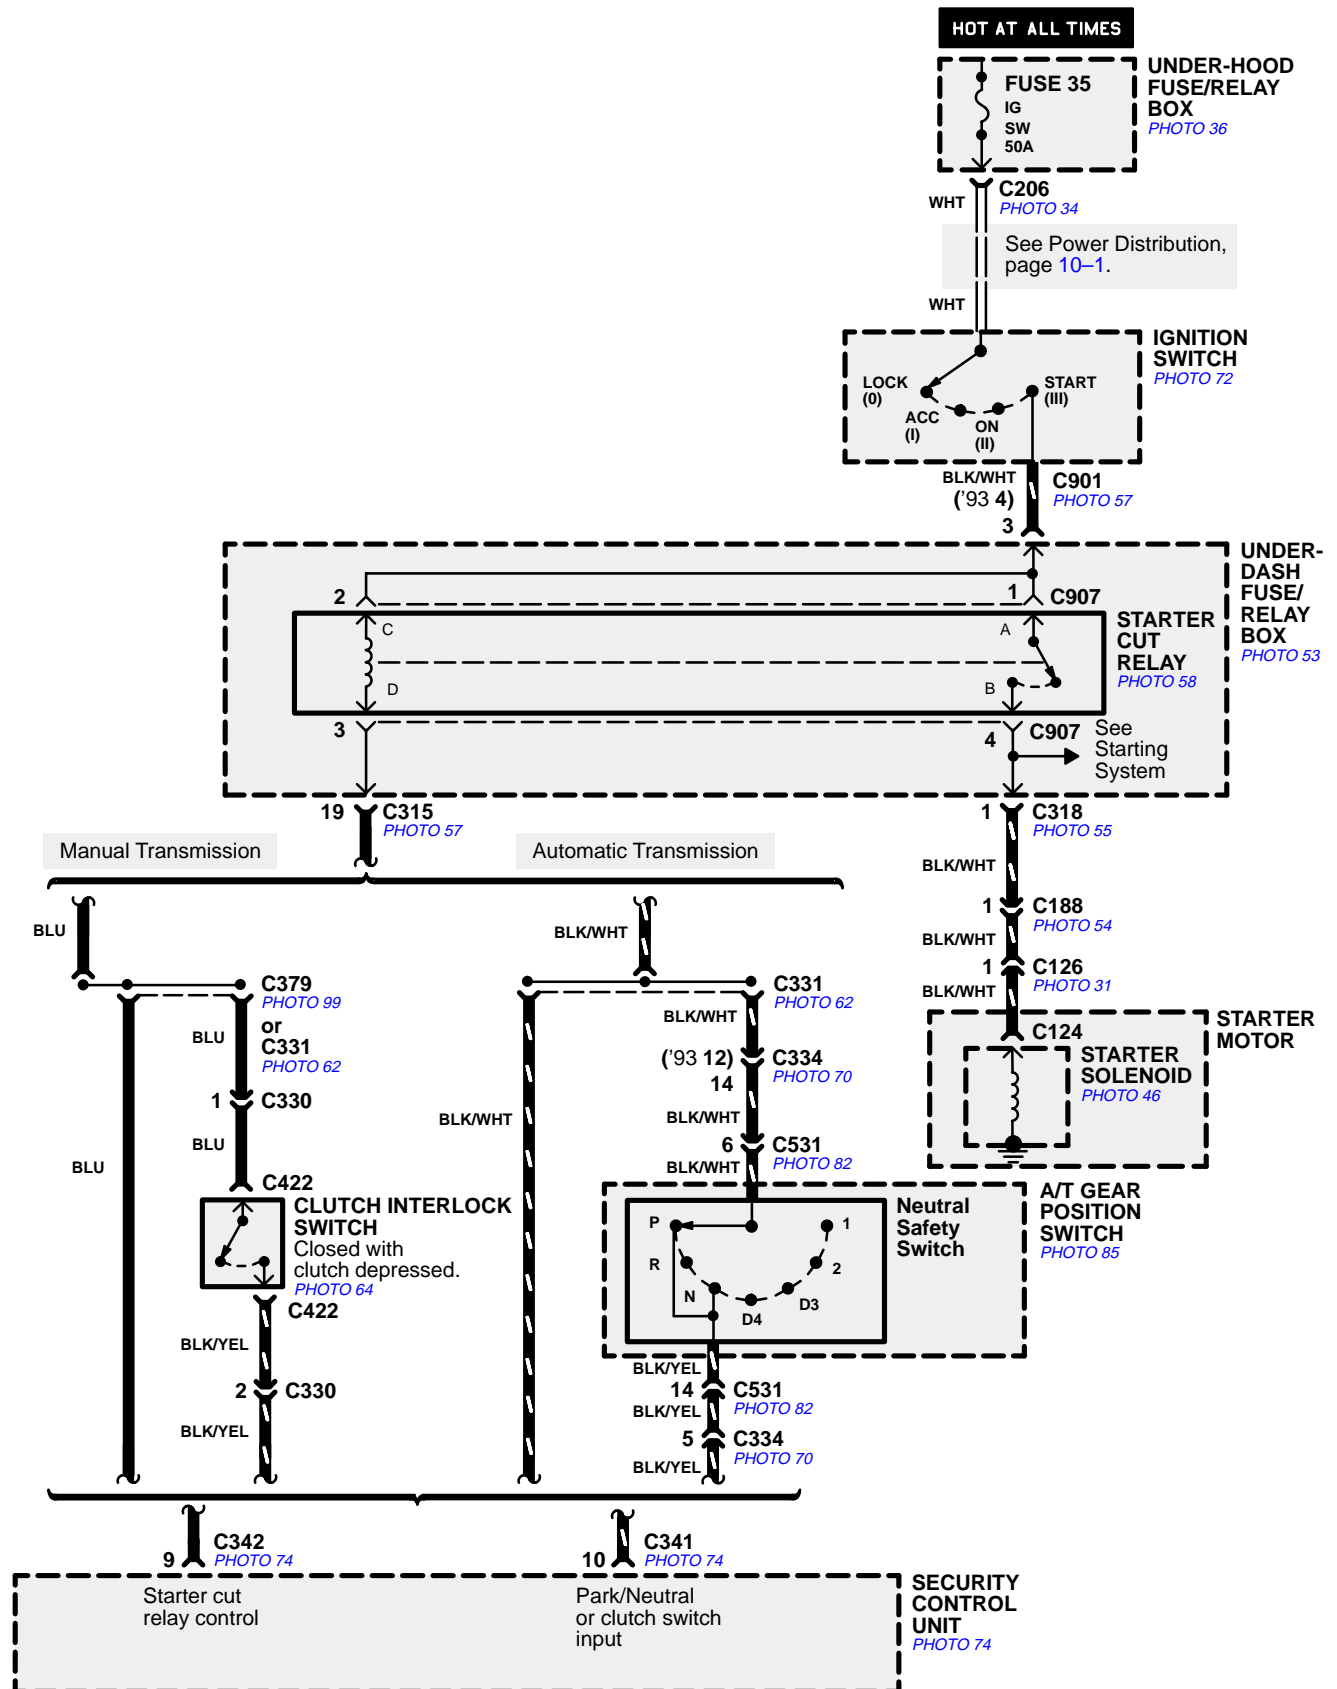 HOT AT ALL TIMES
UNDER-HOOD
FUSE/RELAY
BOX
PHOTO 36
FUSE 35
IG
SW
50A
C206
PHOTO 34
WHT
See Power Distribution,
page 10–1.
WHT
IGNITION
SWITCH
PHOTO 72
LOCK
(0)
ACC
(I)
ON
(II)
START
(III)
BLK/WHT
('93 4)
3
C901
PHOTO 57
UNDER-
DASH
FUSE/
RELAY
BOX
PHOTO 53
2
1
C907
C
A
D
B
STARTER
CUT
RELAY
PHOTO 58
3
4
C907
See
Starting
System
19
C315
PHOTO 57
1
C318
PHOTO 55
Manual Transmission
Automatic Transmission
BLK/WHT
1
C188
PHOTO 54
BLU
BLK/WHT
BLK/WHT
1
C126
PHOTO 31
BLK/WHT
C379
PHOTO 99
or
C331
PHOTO 62
BLU
C331
PHOTO 62
BLK/WHT
('93 12)
14
C334
PHOTO 70
STARTER
MOTOR
C124
STARTER
SOLENOID
PHOTO 46
1
C330
BLU
BLU
BLK/WHT
BLK/WHT
6
C531
PHOTO 82
BLK/WHT
C422
CLUTCH INTERLOCK
SWITCH
Closed with
clutch depressed.
PHOTO 64
C422
A/T GEAR
POSITION
SWITCH
PHOTO 85
Neutral
Safety
Switch
P
R
N
D4
D3
2
1
BLK/YEL
2
C330
BLK/YEL
BLK/YEL
14
C531
PHOTO 82
BLK/YEL
5
C334
PHOTO 70
BLK/YEL
9
C342
PHOTO 74
10
C341
PHOTO 74
Starter cut
relay control
Park/Neutral
or clutch switch
input
SECURITY
CONTROL
UNIT
PHOTO 74